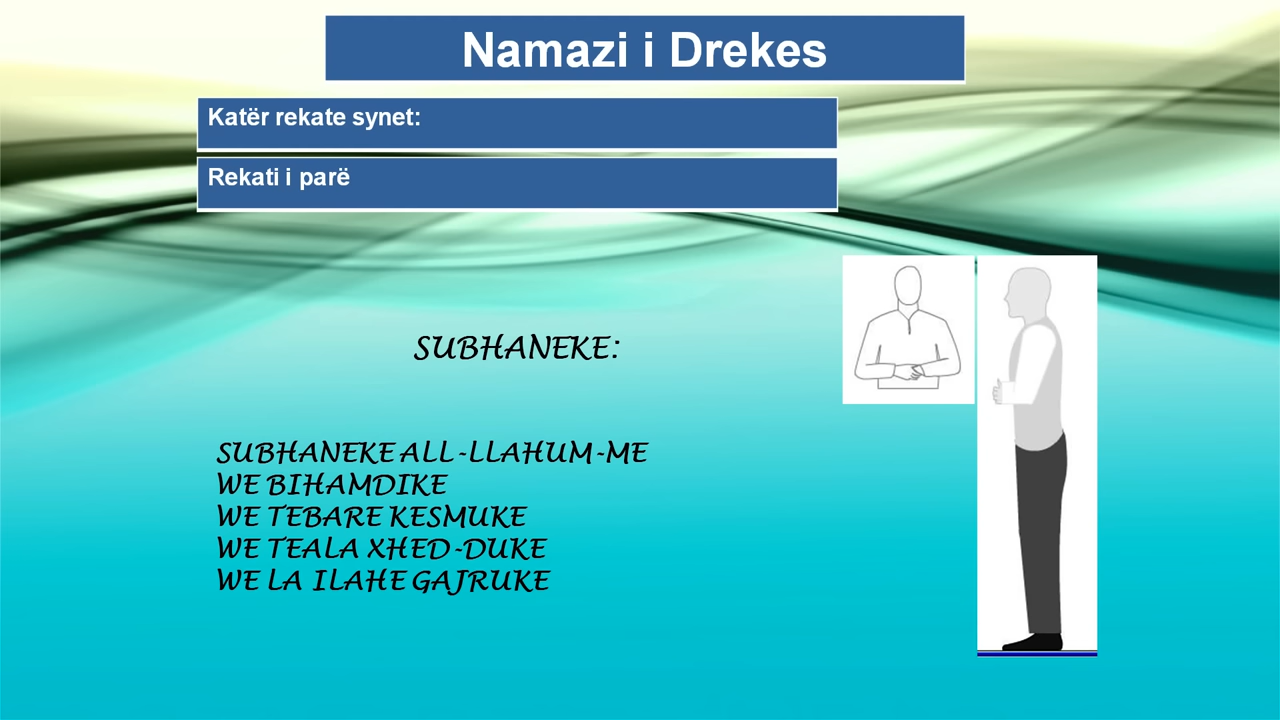 Namazi i Drekes
Katër rekate synet:
Rekati i parë
SUBHANEKE:
SUBHANEKE ALL-LLAHUM-ME
WE BIHAMDIKE
WE TEBARE KESMUKE
WE TEALA XHED-DUKE
WE LA ILAHE GAJRUKE